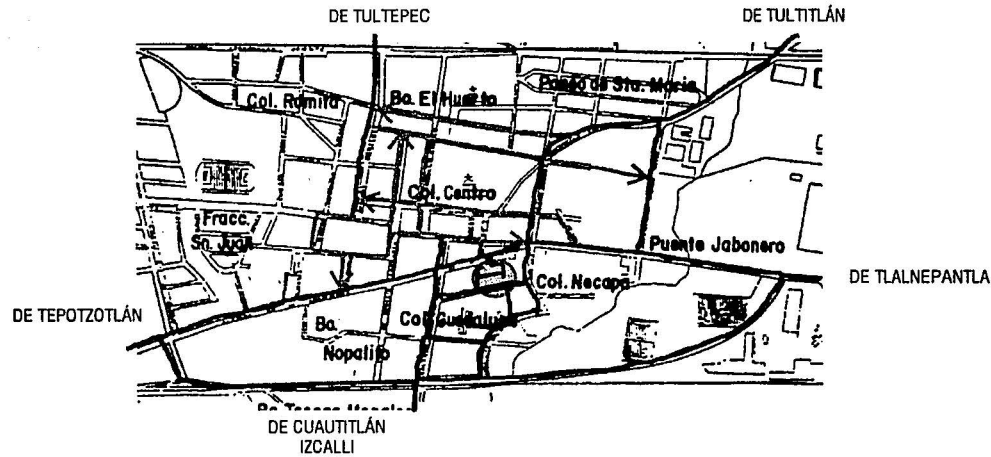 DE TULTEPEC
DE TULTITLÁN
Col. Romita
Bo. El Huerto
Paseo de Sta. María
Col. Centro
Fracc.
Sn. Juan
Puente Jabonero
DE TLALNEPANTLA
Col. Necapa
DE TEPOTZOTLÁN
Bo.
Nopalito
Col. Guadalupe
DE CUAUTITLÁN
IZCALLI